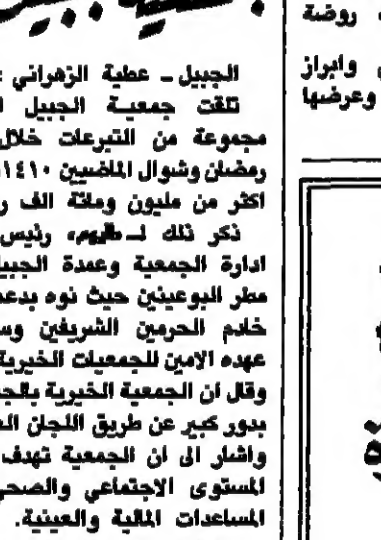 روضة
وابراز
وعرضها
الجبيل ـ عطية الزهراني :
تلقت جمعية الجبيل ا
مجموعة من التبرعات خلال
رمضان وشوال الماضيين ١٤١٠
اكثر من مليون ومائة الف ر
ذكر ذلك لـ «اليوم» رئيس
ادارة الجمعية وعمدة الجبيل
مطر البوعينين حيث نوه بدعم
خادم الحرمين الشريفين وس
عهده الامين للجمعيات الخيرية
وقال ان الجمعية الخيرية بالج
بدور كبير عن طريق اللجان الع
واشار الى ان الجمعية تهدف
المستوى الاجتماعي والصحي
المساعدات المالية والعينية.